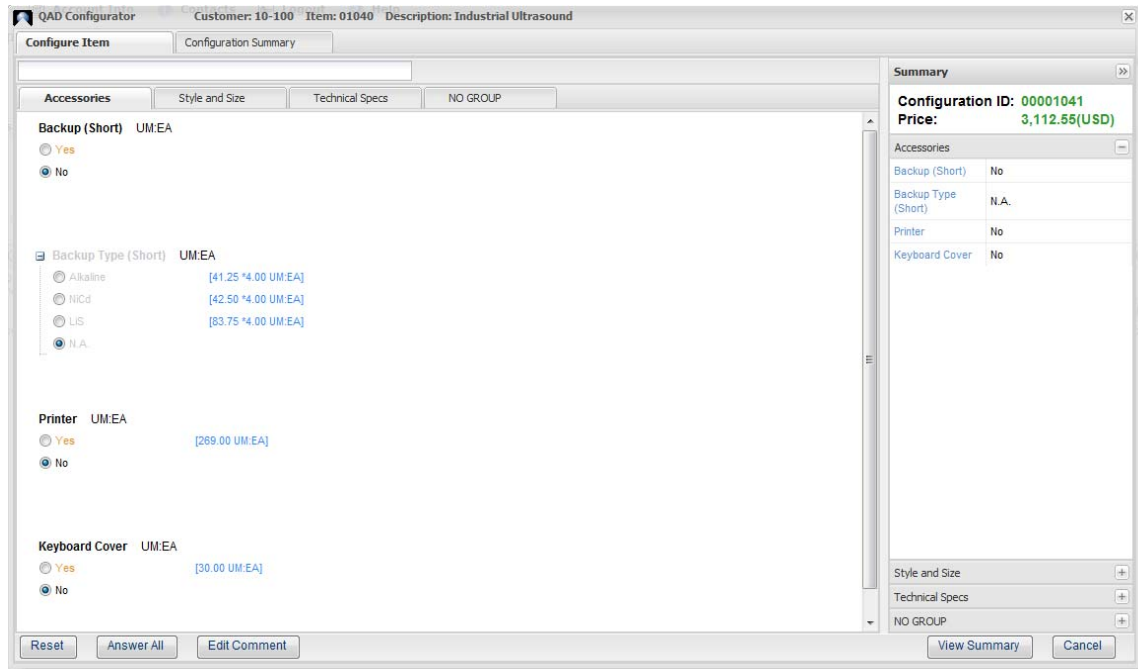 Account Info Contacts Logout Help
QAD Configurator Customer: 10-100 Item: 01040 Description: Industrial Ultrasound
Configure Item Configuration Summary
Accessories Style and Size Technical Specs NO GROUP
Backup (Short) UM:EA
Yes
No
Backup Type (Short) UM:EA
Alkaline [41.25 *4.00 UM:EA]
NiCd [42.50 *4.00 UM:EA]
LiS [83.75 *4.00 UM:EA]
N.A.
Printer UM:EA
Yes [269.00 UM:EA]
No
Keyboard Cover UM:EA
Yes [30.00 UM:EA]
No
Reset Answer All Edit Comment
Summary
Configuration ID: 00001041
Price: 3,112.55(USD)
Accessories
Backup (Short) No
Backup Type
(Short) N.A.
Printer No
Keyboard Cover No
Style and Size
Technical Specs
NO GROUP
View Summary Cancel